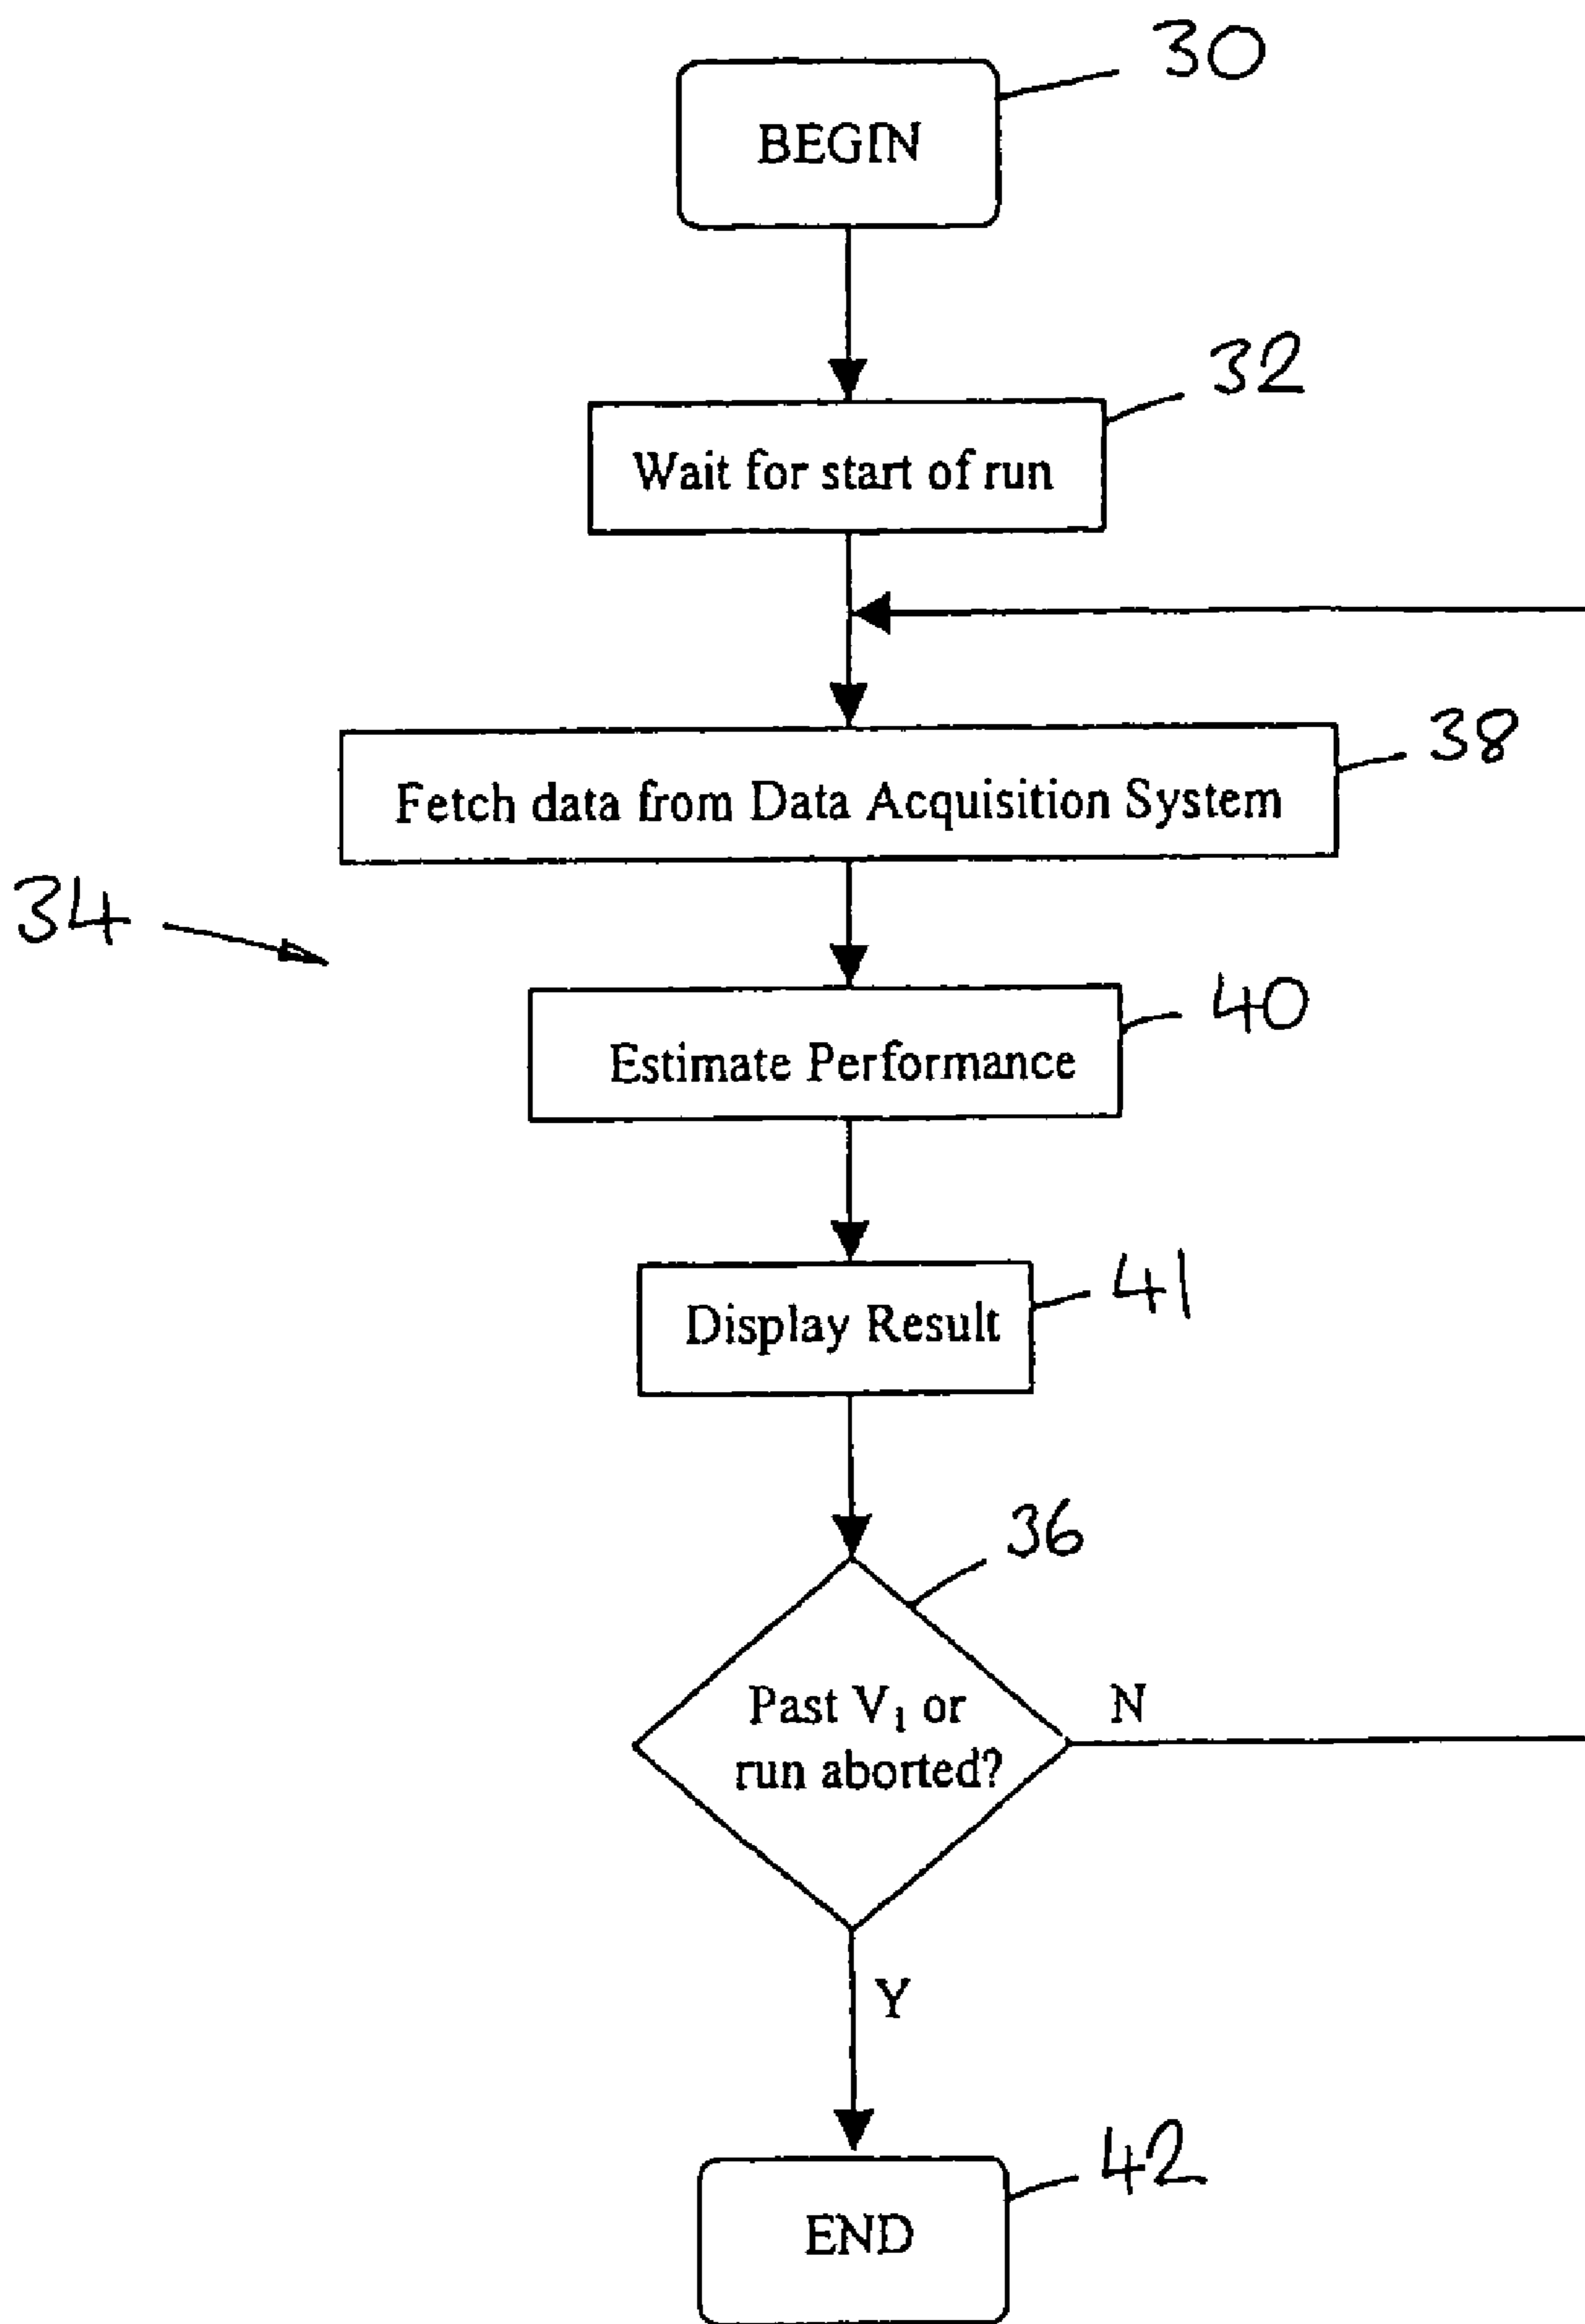 30
BEGIN
32
Wait for start of run
38
Fetch data from Data Acquisition System
34
40
Estimate Performance
41
Display Result
36
Past V₁ or
run aborted?
N
Y
42
END